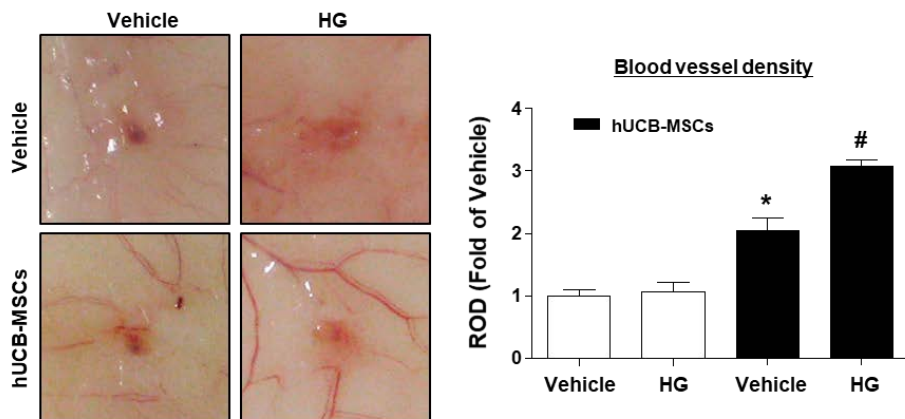 Vehicle
HG
Vehicle
hUCB-MSCs
Blood vessel density
hUCB-MSCs
ROD (Fold of Vehicle)
4
3
2
1
0
*
#
Vehicle
HG
Vehicle
HG